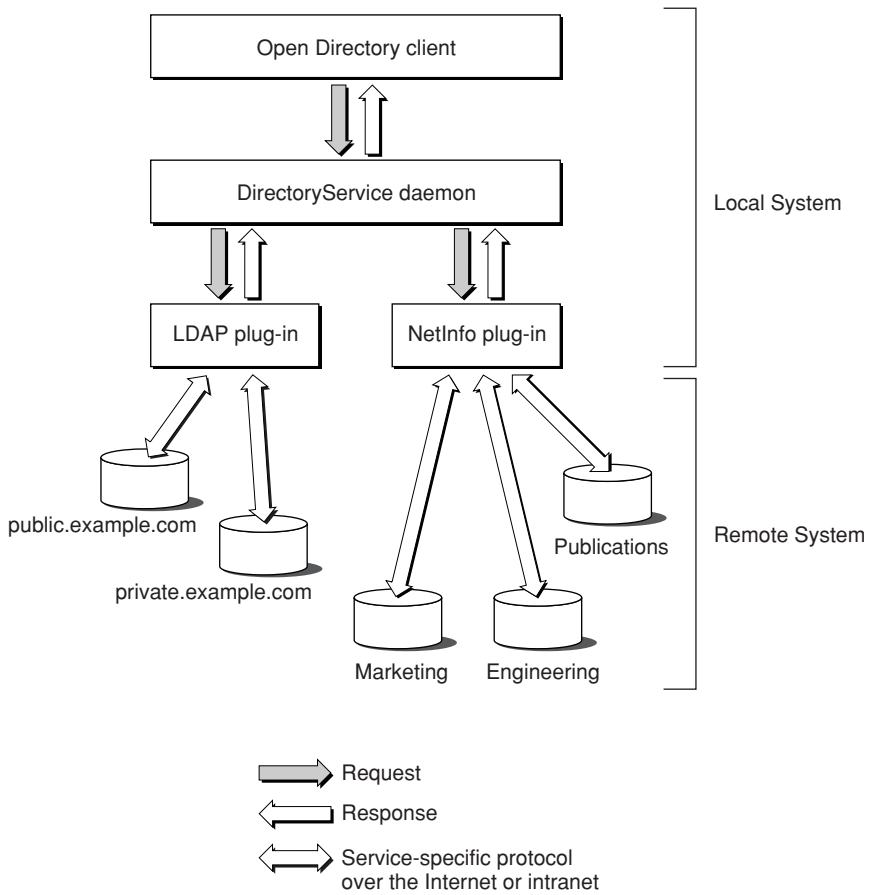 Open Directory client
DirectoryService daemon
Local System
LDAP plug-in
NetInfo plug-in
public.example.com
private.example.com
Publications
Remote System
Marketing
Engineering
Request
Response
Service-specific protocol
over the Internet or intranet